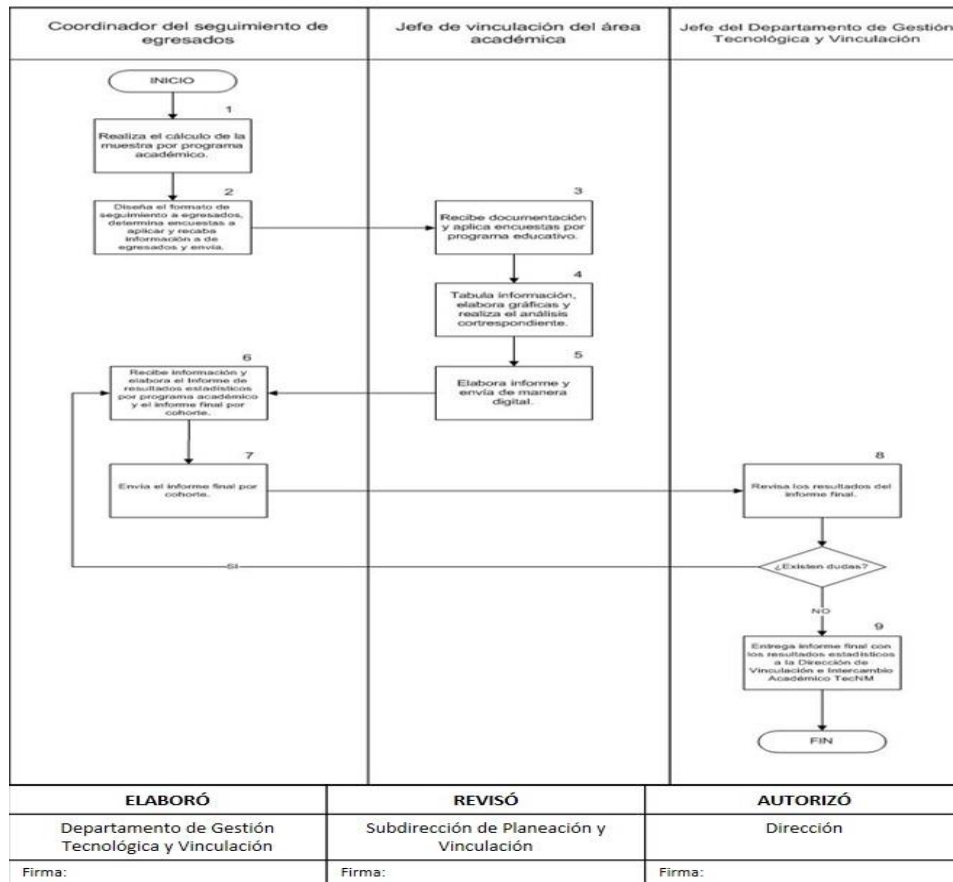 Coordinador del seguimiento de
egresados
Jefe de vinculación del área
académica
Jefe del Departamento de Gestión
Tecnológica y Vinculación
INICIO
1
Realiza el cálculo de la
muestra por programa
académico.
2
Diseña el formato de
seguimiento a egresados,
determina encuestas a
aplicar y recaba
información a de
egresados y envía.
3
Recibe documentación
y aplica encuestas por
programa educativo.
4
Tabula información,
elabora gráficas y
realiza el análisis
cortrespondiente.
5
Elabora informe y
envía de manera
digital.
6
Recibe información y
elabora el Informe de
resultados estadísticos
por programa académico
y el informe final por
cohorte.
7
Envía el informe final por
cohorte.
8
Revisa los resultados del
informe final.
¿Existen dudas?
SI
NO
9
Entrega informe final con
los resultados estadísticos
a la Dirección de
Vinculación e Intercambio
Académico TecNM
FIN
ELABORÓ
REVISÓ
AUTORIZÓ
Departamento de Gestión
Tecnológica y Vinculación
Subdirección de Planeación y
Vinculación
Dirección
Firma:
Firma:
Firma: